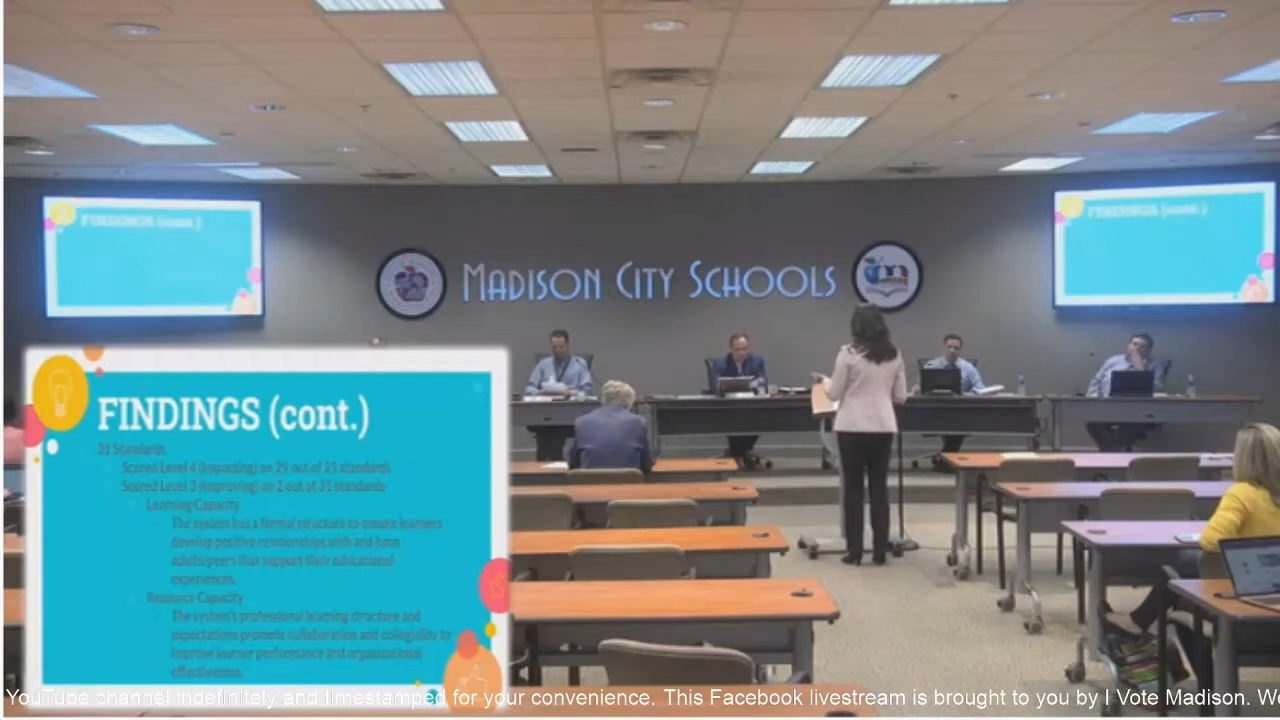 FINDINGS (cont.)
FINDINGS (cont.)
MADISON CITY SCHOOLS
FINDINGS (cont.)
31 Standards
Scored Level 4 (Impacting) on 29 out of 31 standards
Scored Level 3 (Improving) on 2 out of 31 standards
Learning Capacity
The system has a formal structure to ensure learners
develop positive relationships with and have
adults/peers that support their educational
experiences.
Resource Capacity
The system's professional learning structure and
expectations promote collaboration and collegiality to
improve learner performance and organizational
effectiveness.
YouTube channel indefinitely and timestamped for your convenience. This Facebook livestream is brought to you by I Vote Madison. W